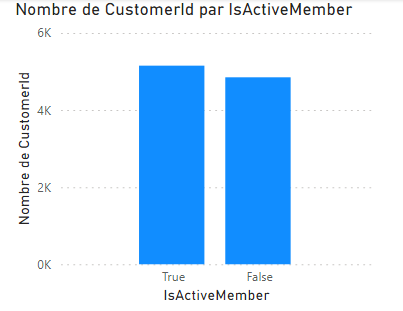 Nombre de CustomerId par IsActiveMember
6K
4K
2K
0K
Nombre de CustomerId
True False
IsActiveMember